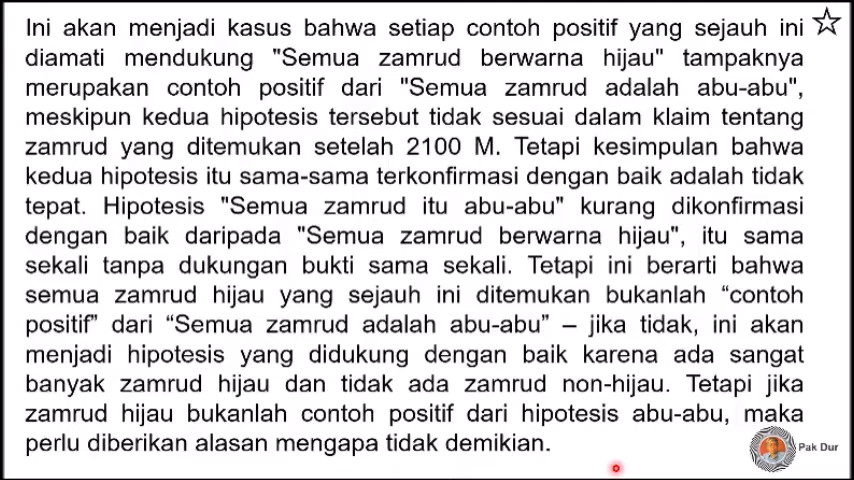 Ini akan menjadi kasus bahwa setiap contoh positif yang sejauh ini
diamati mendukung "Semua zamrud berwarna hijau" tampaknya
merupakan contoh positif dari "Semua zamrud adalah abu-abu",
meskipun kedua hipotesis tersebut tidak sesuai dalam klaim tentang
zamrud yang ditemukan setelah 2100 M. Tetapi kesimpulan bahwa
kedua hipotesis itu sama-sama terkonfirmasi dengan baik adalah tidak
tepat. Hipotesis "Semua zamrud itu abu-abu" kurang dikonfirmasi
dengan baik daripada "Semua zamrud berwarna hijau", itu sama
sekali tanpa dukungan bukti sama sekali. Tetapi ini berarti bahwa
semua zamrud hijau yang sejauh ini ditemukan bukanlah “contoh
positif” dari “Semua zamrud adalah abu-abu” – jika tidak, ini akan
menjadi hipotesis yang didukung dengan baik karena ada sangat
banyak zamrud hijau dan tidak ada zamrud non-hijau. Tetapi jika
zamrud hijau bukanlah contoh positif dari hipotesis abu-abu, maka
perlu diberikan alasan mengapa tidak demikian.
Pak Dur